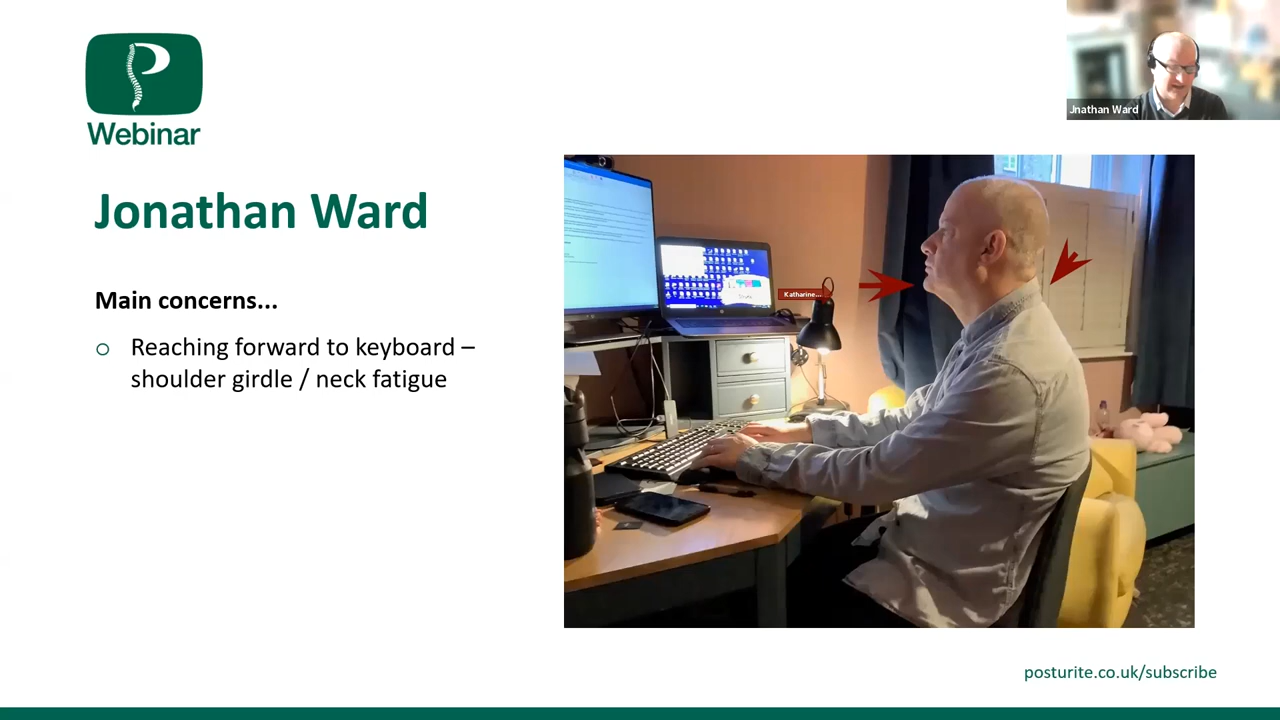 Webinar
Jnathan Ward
Jonathan Ward
Main concerns...
Reaching forward to keyboard –
shoulder girdle / neck fatigue
Katharine...
posturite.co.uk/subscribe